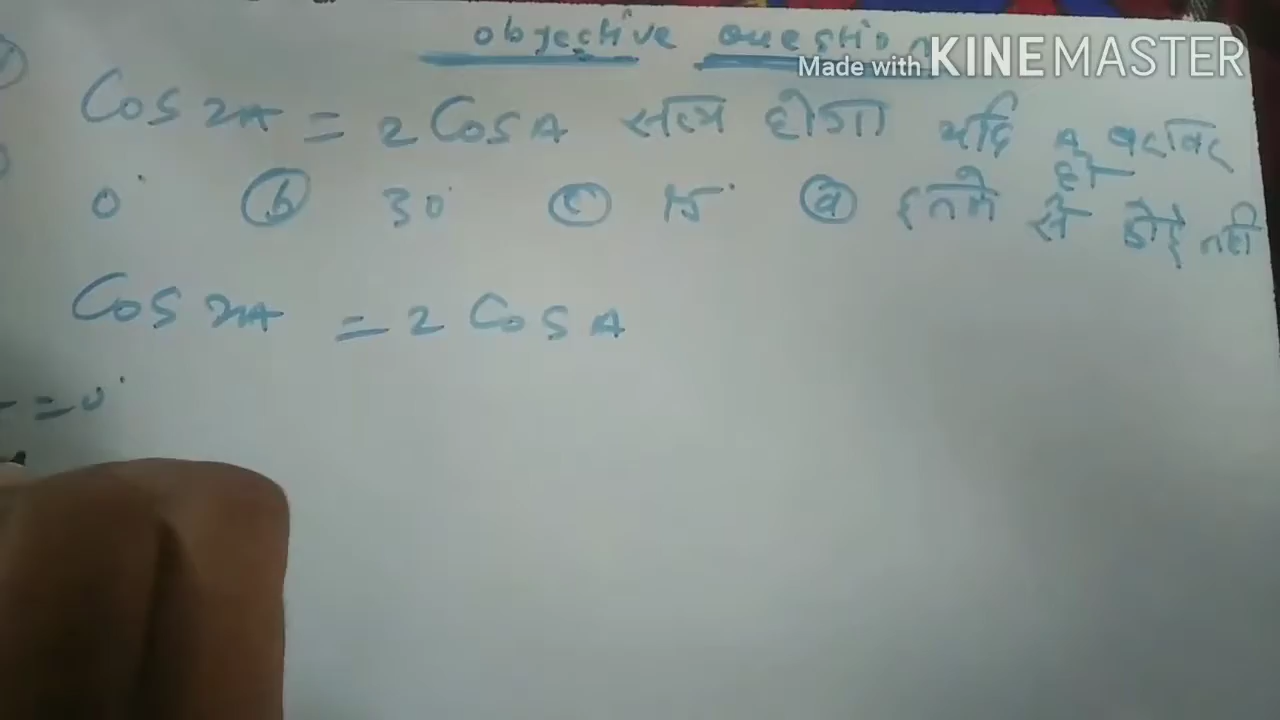 objective question
Made with KINEMASTER
Cos 2A = 2 Cos A सत्य होगा यदि A बराबर हो
0° (b) 30° (c) 45° (d) इनमें से कोई नहीं
Cos 2A = 2 Cos A
= 0°